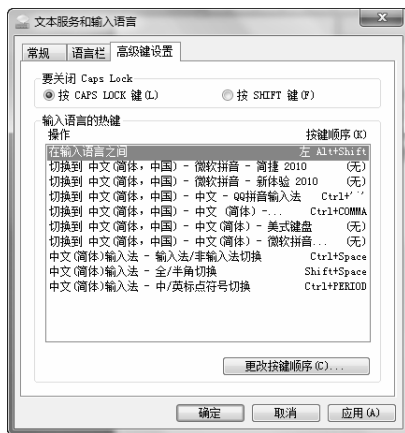 文本服务和输入语言
常规 语言栏 高级键设置
要关闭 Caps Lock
按 CAPS LOCK 键(L) 按 SHIFT 键(F)
输入语言的热键
操作 按键顺序(K)
在输入语言之间 左 Alt+Shift
切换到 中文(简体，中国) - 微软拼音 - 简捷 2010 (无)
切换到 中文(简体，中国) - 微软拼音 - 新体验 2010 (无)
切换到 中文(简体，中国) - 中文 - QQ拼音输入法 Ctrl+'`'
切换到 中文(简体，中国) - 中文 (简体) -... Ctrl+COMMA
切换到 中文(简体，中国) - 中文(简体) - 美式键盘 (无)
切换到 中文(简体，中国) - 中文(简体) - 微软拼音... (无)
中文(简体)输入法 - 输入法/非输入法切换 Ctrl+Space
中文(简体)输入法 - 全/半角切换 Shift+Space
中文(简体)输入法 - 中/英标点符号切换 Ctrl+PERIOD
更改按键顺序(C)...
确定 取消 应用(A)